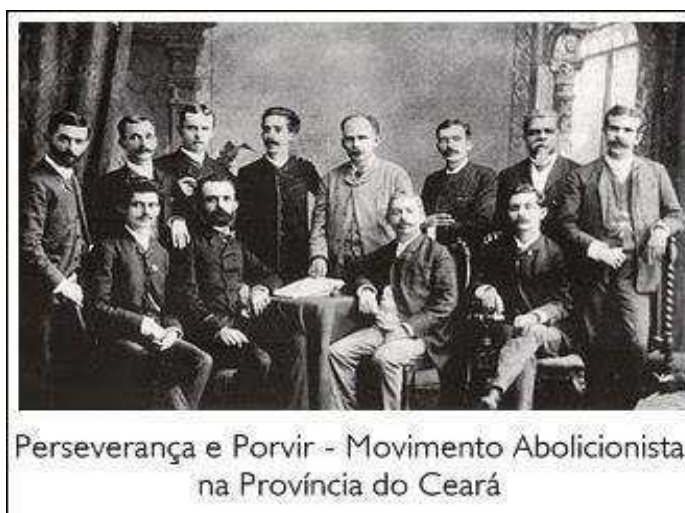 Perseverança e Porvir - Movimento Abolicionista
na Província do Ceará